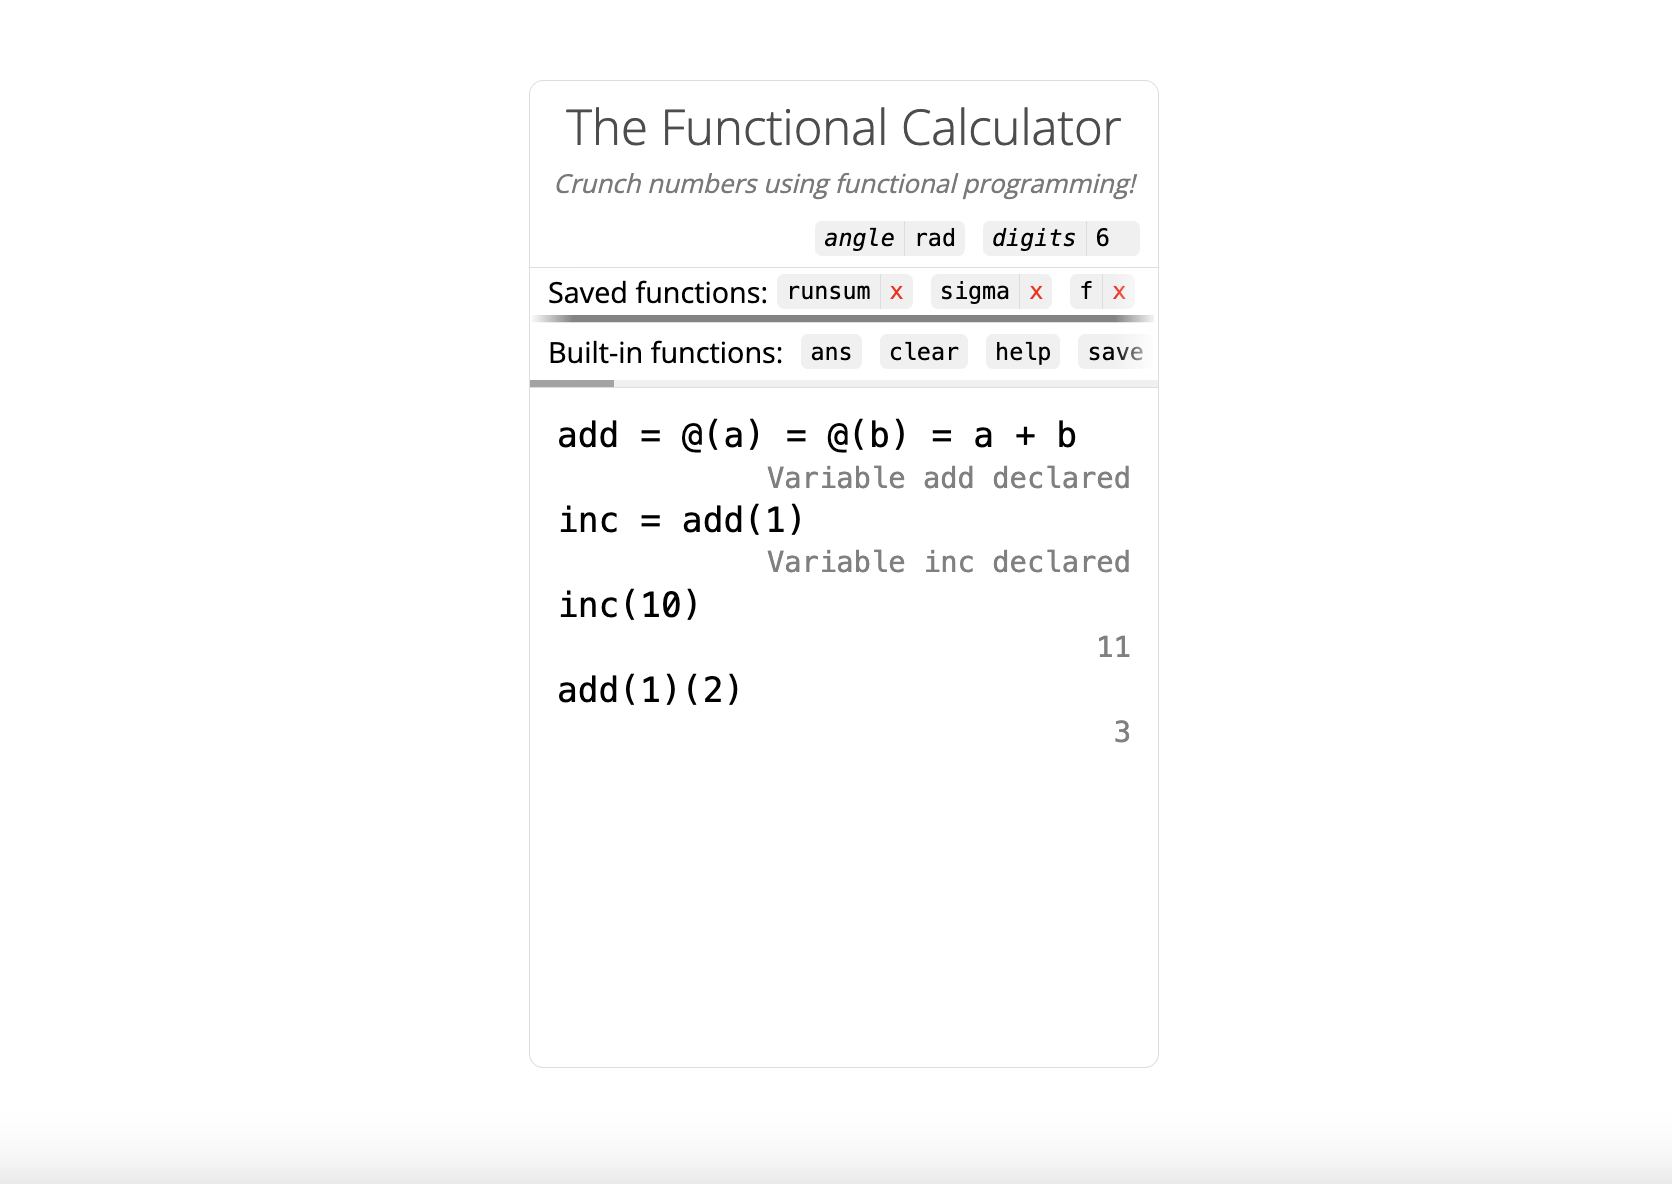 The Functional Calculator
Crunch numbers using functional programming!
angle rad digits 6
Saved functions: runsum x sigma x f x
Built-in functions: ans clear help save
add = @(a) = @(b) = a + b
Variable add declared
inc = add(1)
Variable inc declared
inc(10)
11
add(1)(2)
3